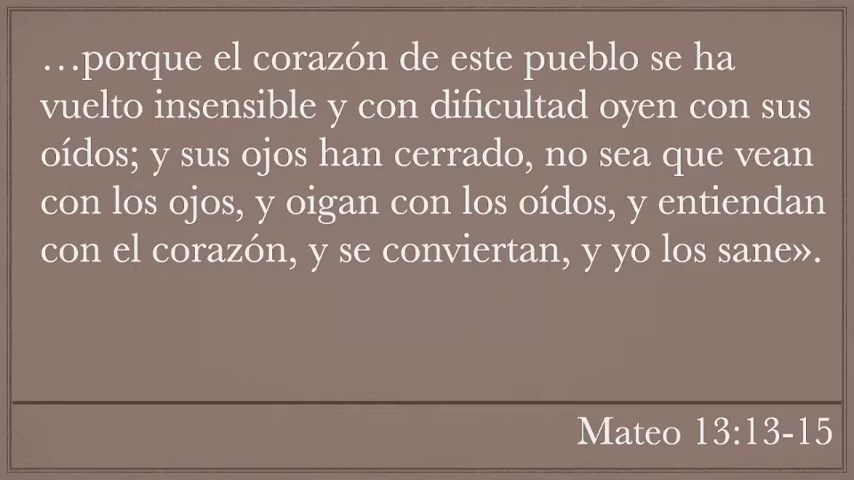 …porque el corazón de este pueblo se ha
vuelto insensible y con dificultad oyen con sus
oídos; y sus ojos han cerrado, no sea que vean
con los ojos, y oigan con los oídos, y entiendan
con el corazón, y se conviertan, y yo los sane».
Mateo 13:13-15